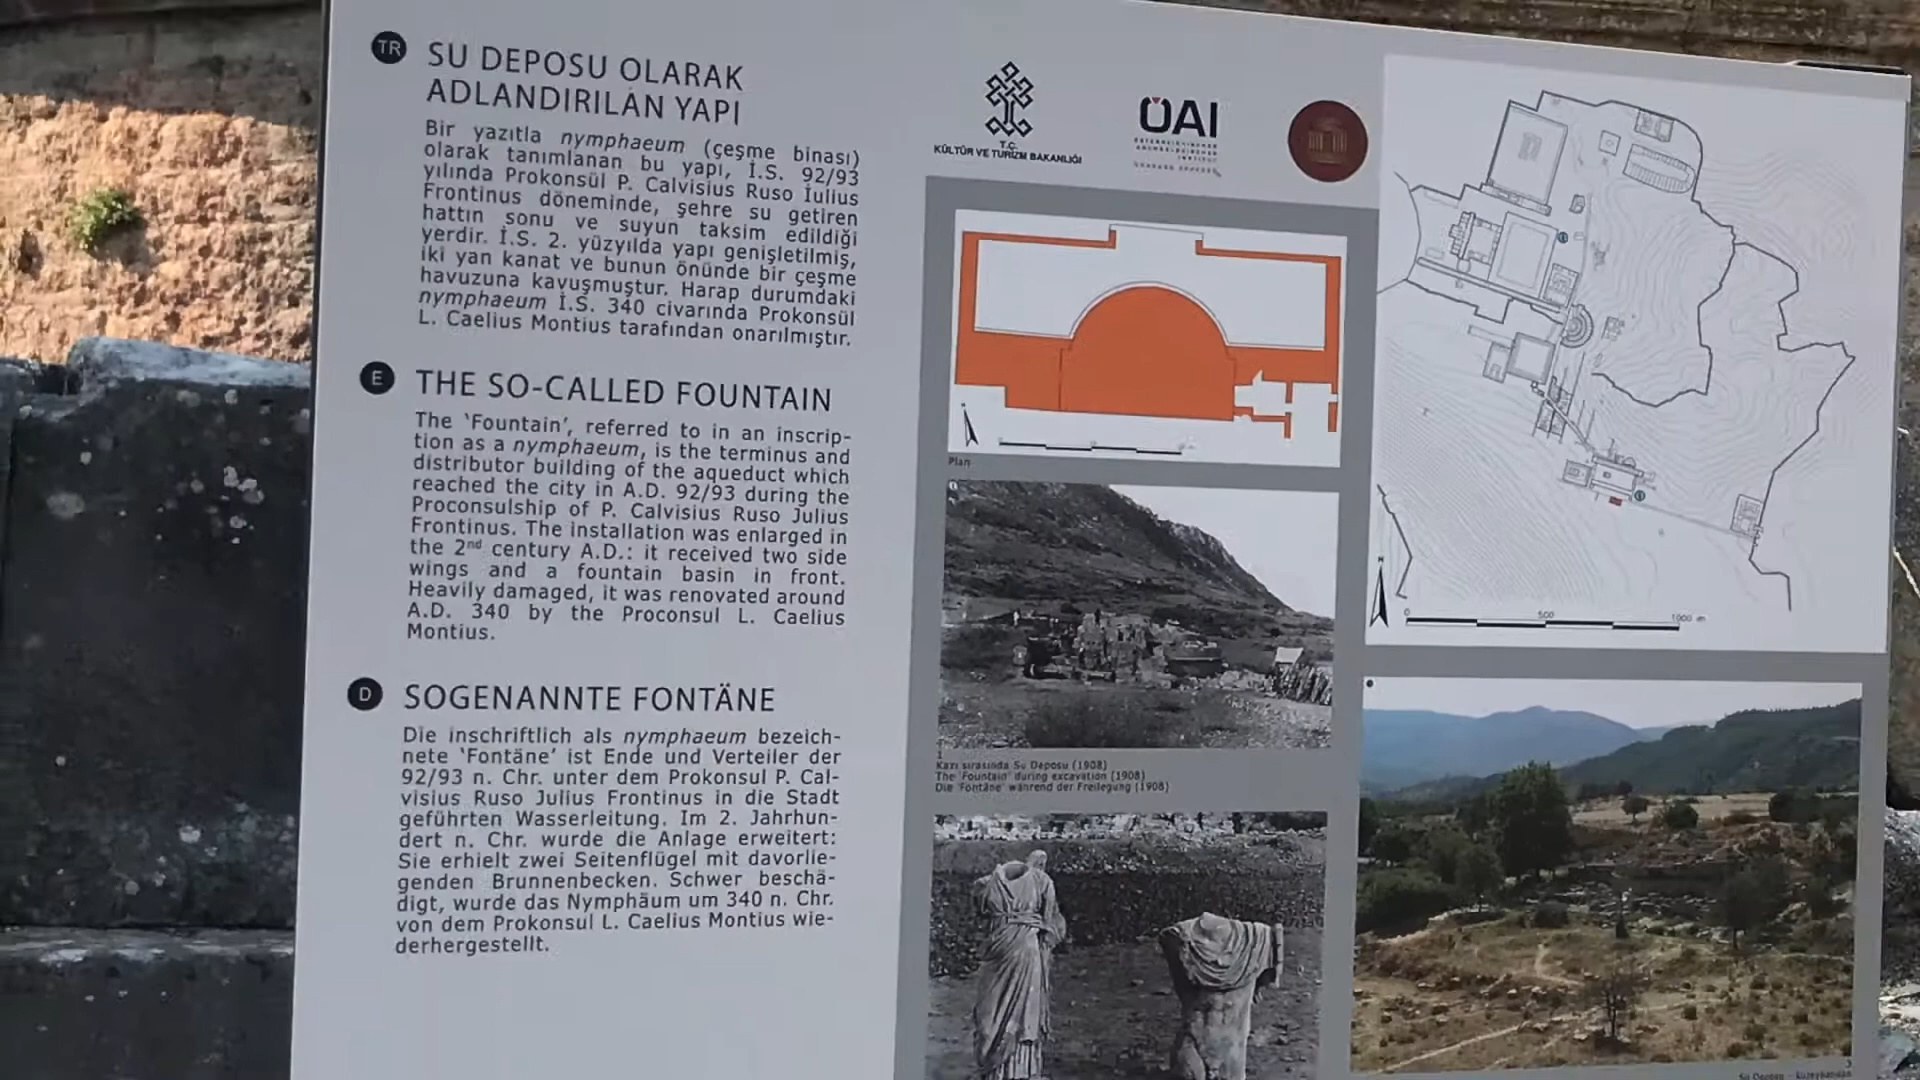 TR
SU DEPOSU OLARAK
ADLANDIRILAN YAPI
Bir yazıtla nymphaeum (çeşme binası)
olarak tanımlanan bu yapı, İ.S. 92/93
yılında Prokonsül P. Calvisius Ruso İulius
Frontinus döneminde, şehre su getiren
hattın sonu ve suyun taksim edildiği
yerdir. İ.S. 2. yüzyılda yapı genişletilmiş,
iki yan kanat ve bunun önünde bir çeşme
havuzuna kavuşmuştur. Harap durumdaki
nymphaeum İ.S. 340 civarında Prokonsül
L. Caelius Montius tarafından onarılmıştır.
E
THE SO-CALLED FOUNTAIN
The ‘Fountain’, referred to in an inscrip-
tion as a nymphaeum, is the terminus and
distributor building of the aqueduct which
reached the city in A.D. 92/93 during the
Proconsulship of P. Calvisius Ruso Julius
Frontinus. The installation was enlarged in
the 2nd century A.D.: it received two side
wings and a fountain basin in front.
Heavily damaged, it was renovated around
A.D. 340 by the Proconsul L. Caelius
Montius.
D
SOGENANNTE FONTÄNE
Die inschriftlich als nymphaeum bezeich-
nete ‘Fontäne’ ist Ende und Verteiler der
92/93 n. Chr. unter dem Prokonsul P. Cal-
visius Ruso Julius Frontinus in die Stadt
geführten Wasserleitung. Im 2. Jahrhun-
dert n. Chr. wurde die Anlage erweitert:
Sie erhielt zwei Seitenflügel mit davorlie-
genden Brunnenbecken. Schwer beschä-
digt, wurde das Nymphäum um 340 n. Chr.
von dem Prokonsul L. Caelius Montius wie-
derhergestellt.
T.C.
KÜLTÜR VE TURİZM BAKANLIĞI
ÖAI
ÖSTERREICHISCHES
ARCHÄOLOGISCHES
INSTITUT
Plan
1
Kazı sırasında Su Deposu (1908)
The 'Fountain' during excavation (1908)
Die 'Fontäne' während der Freilegung (1908)
N
0 500 1000 m
3
Su Deposu -